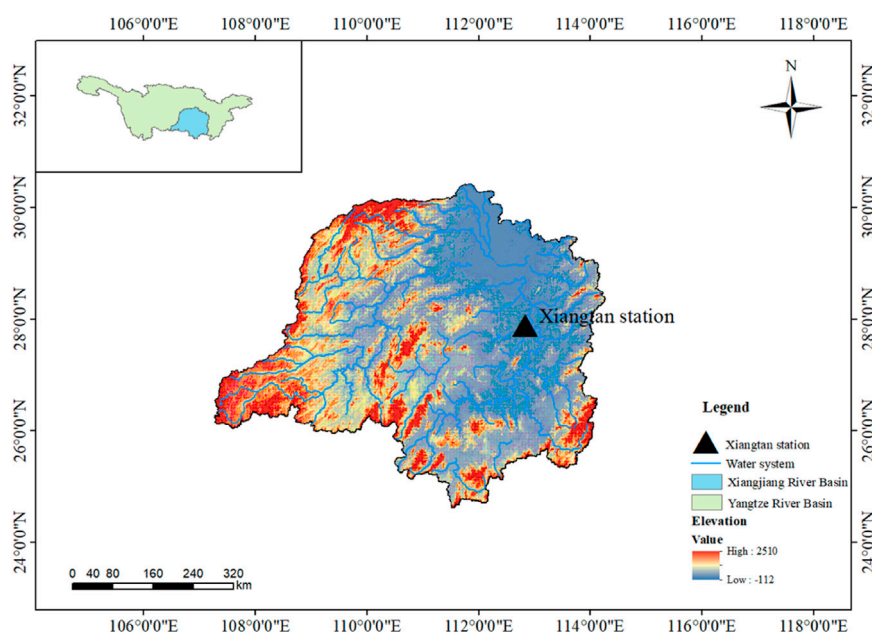 106°0'0"E 108°0'0"E 110°0'0"E 112°0'0"E 114°0'0"E 116°0'0"E 118°0'0"E
N
32°0'0"N 32°0'0"N
30°0'0"N 30°0'0"N
28°0'0"N 28°0'0"N
26°0'0"N 26°0'0"N
24°0'0"N 24°0'0"N
Xiangtan station
Legend
Xiangtan station
Water system
Xiangjiang River Basin
Yangtze River Basin
Elevation
Value
High : 2510
Low : -112
0 40 80 160 240 320
km
106°0'0"E 108°0'0"E 110°0'0"E 112°0'0"E 114°0'0"E 116°0'0"E 118°0'0"E